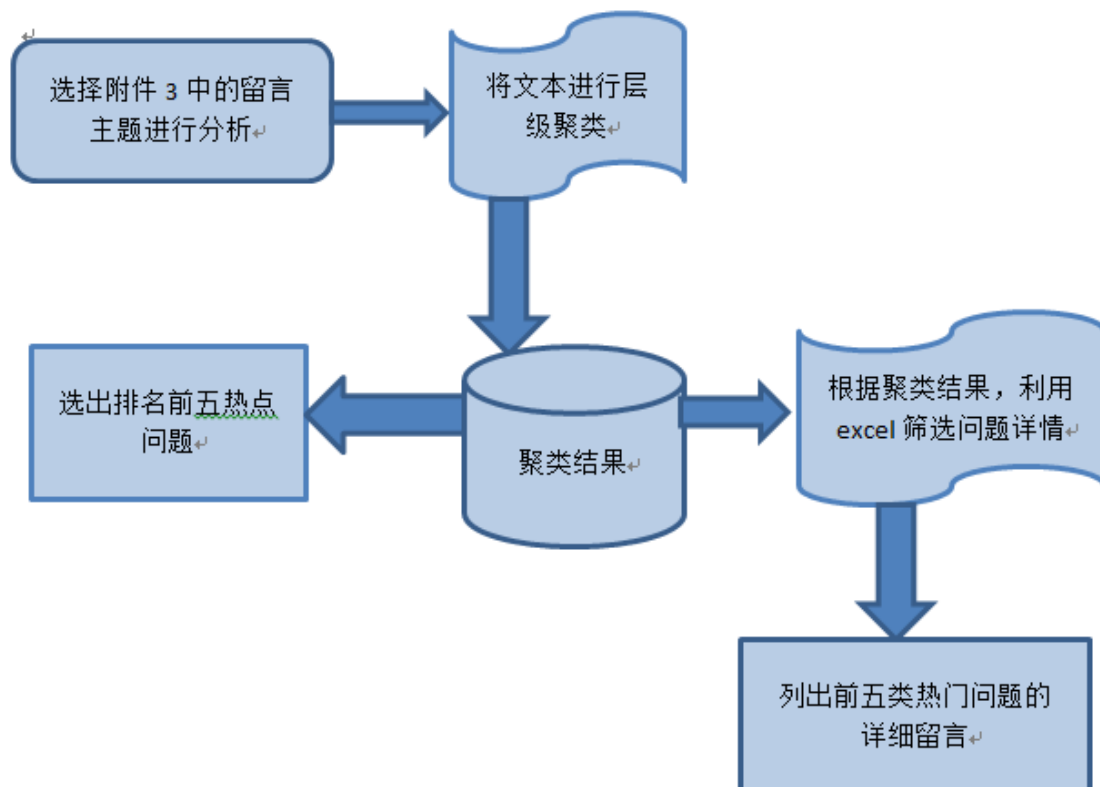 选择附件 3 中的留言
主题进行分析
将文本进行层
级聚类
选出排名前五热点
问题
聚类结果
根据聚类结果，利用
excel 筛选问题详情
列出前五类热门问题的
详细留言